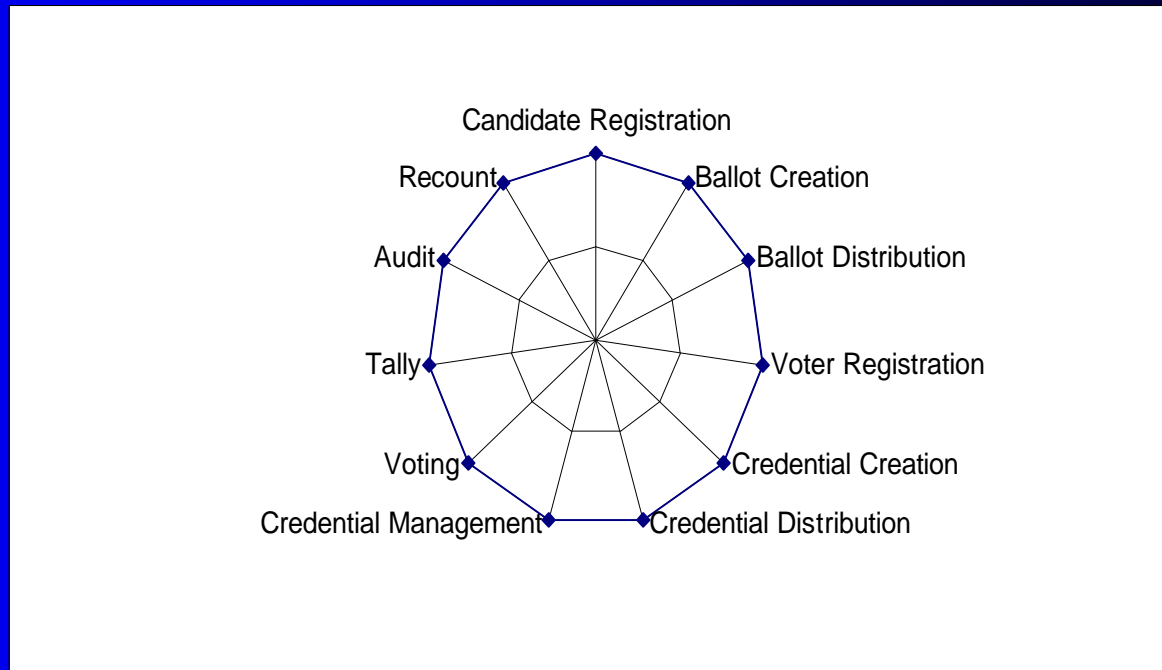 Candidate Registration
Recount
Ballot Creation
Audit
Ballot Distribution
Tally
Voter Registration
Voting
Credential Creation
Credential Management
Credential Distribution